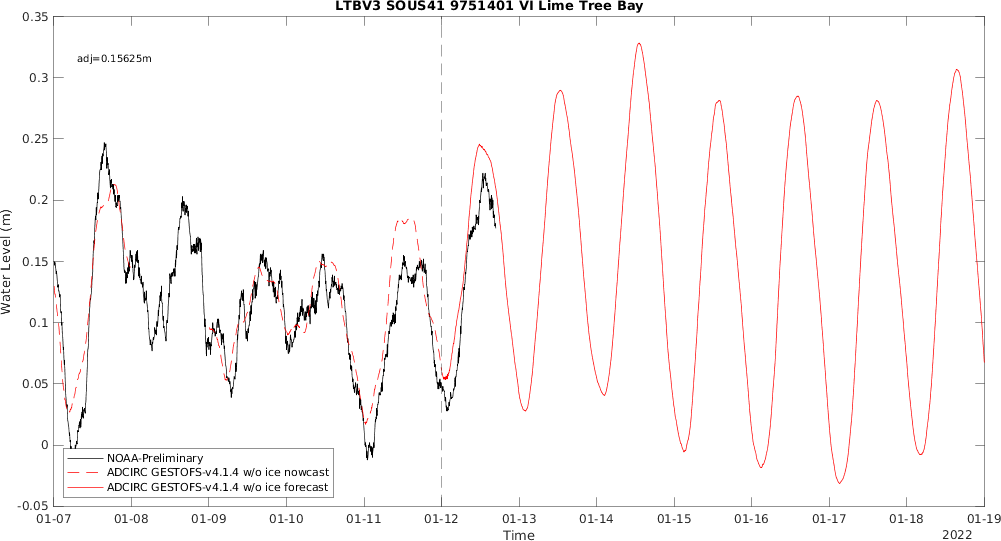 LTBV3 SOUS41 9751401 VI Lime Tree Bay
adj=0.15625m
Water Level (m)
0.35
0.3
0.25
0.2
0.15
0.1
0.05
0
-0.05
NOAA-Preliminary
ADCIRC GESTOFS-v4.1.4 w/o ice nowcast
ADCIRC GESTOFS-v4.1.4 w/o ice forecast
01-07 01-08 01-09 01-10 01-11 01-12 01-13 01-14 01-15 01-16 01-17 01-18 01-19
Time
2022